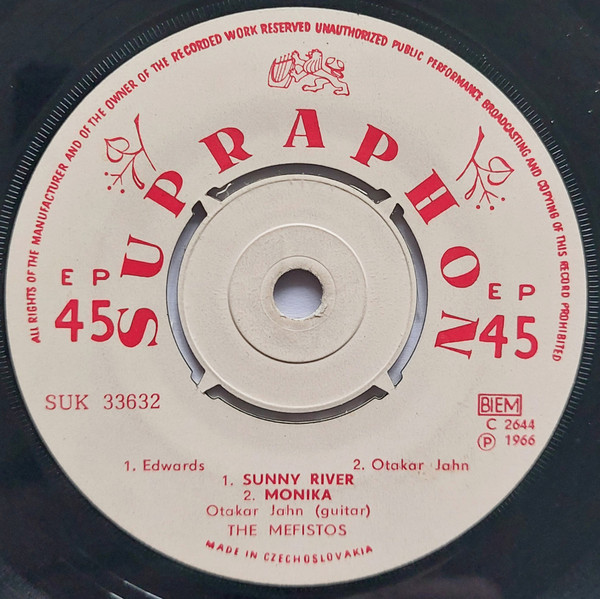 ALL RIGHTS OF THE MANUFACTURER AND OF THE OWNER OF THE RECORDED WORK RESERVED UNAUTHORIZED PUBLIC PERFORMANCE BROADCASTING AND COPYING OF THIS RECORD PROHIBITED
SUPRAPHON
E P
45
E P
45
SUK 33632
BIEM
C 2644
Ⓟ 1966
1. Edwards 2. Otakar Jahn
1. SUNNY RIVER
2. MONIKA
Otakar Jahn (guitar)
THE MEFISTOS
MADE IN CZECHOSLOVAKIA